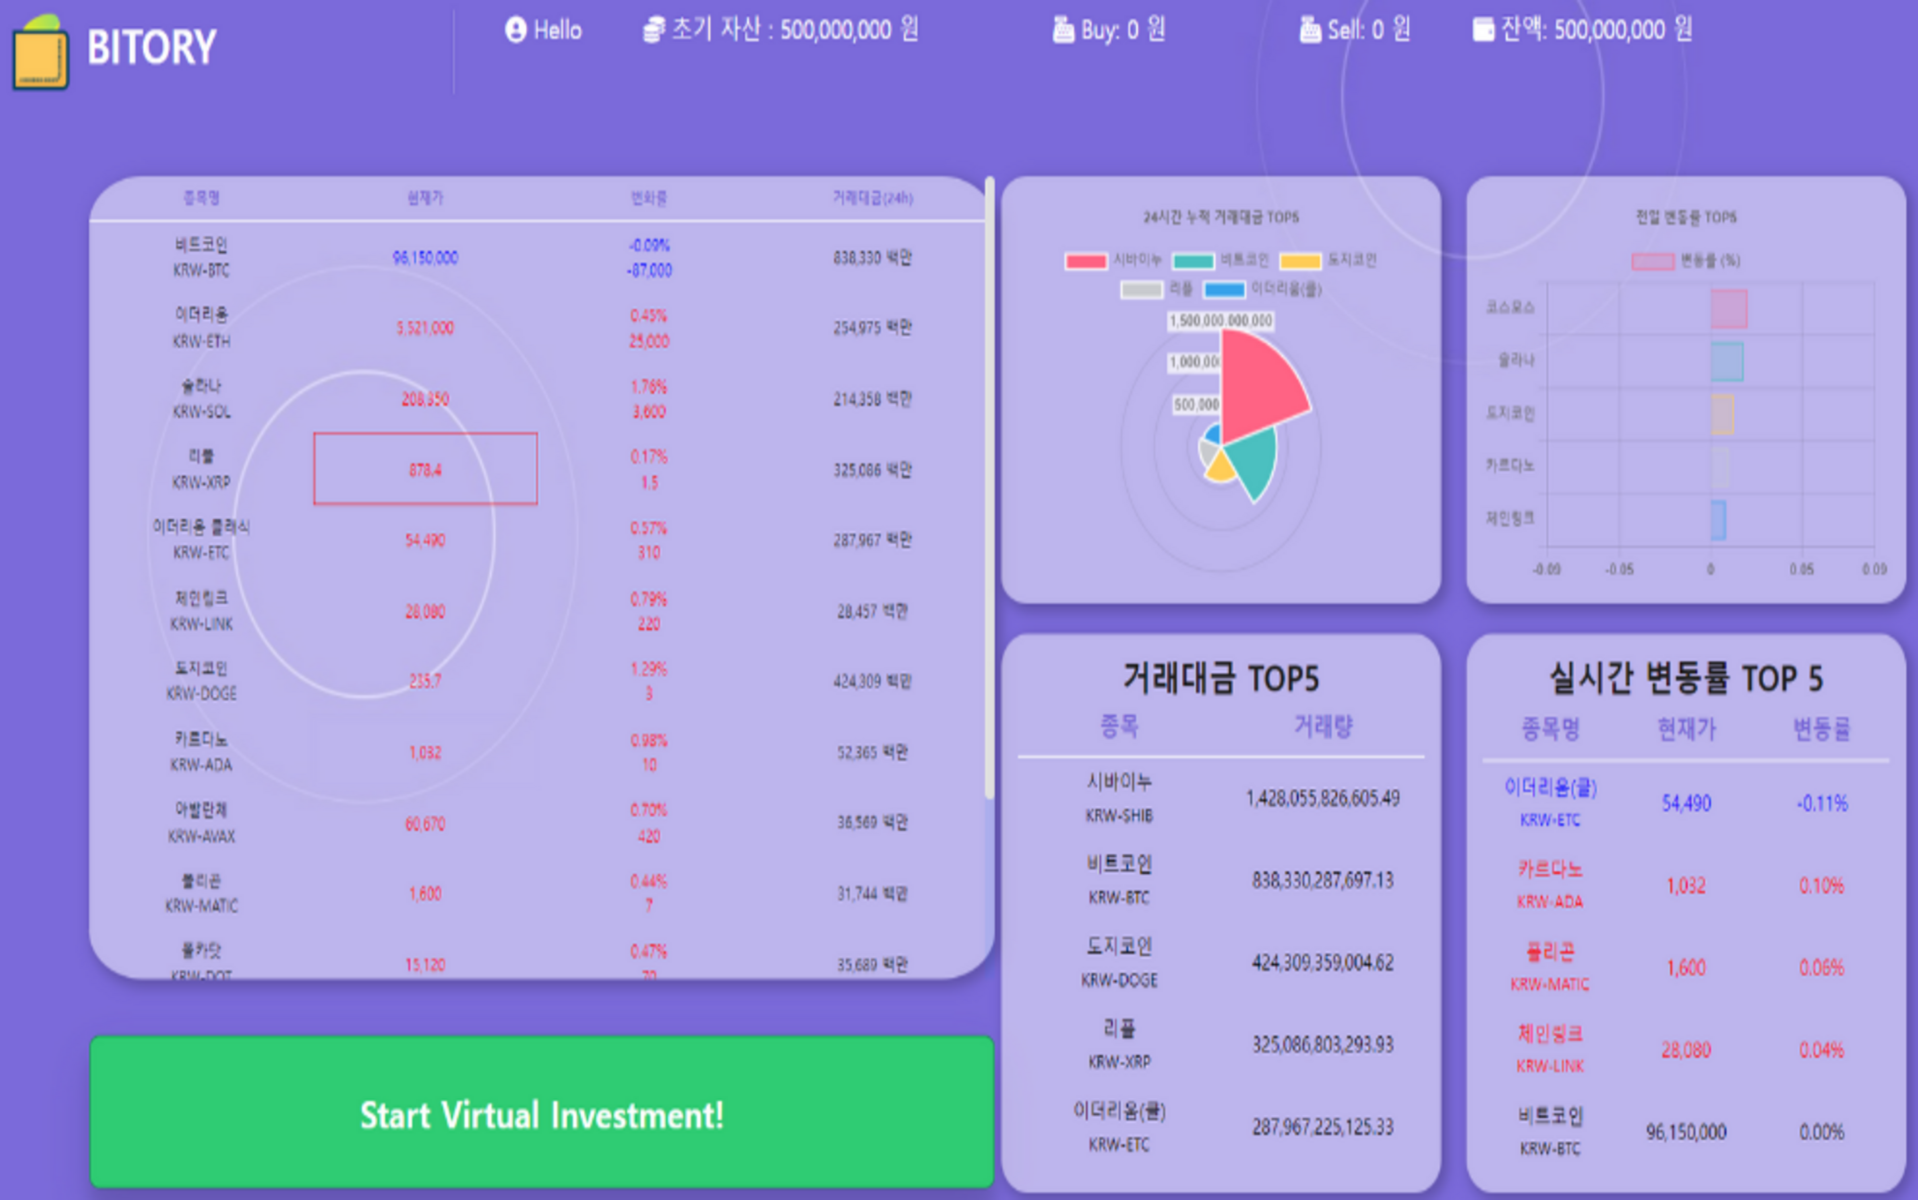 BITORY
Hello
초기 자산 : 500,000,000 원
Buy: 0 원
Sell: 0 원
잔액: 500,000,000 원
종목명 현재가 변화률 거래대금(24h)
비트코인
KRW-BTC
96,150,000
-0.09%
-87,000
838,330 백만
이더리움
KRW-ETH
5,521,000
0.45%
25,000
254,975 백만
솔라나
KRW-SOL
208,350
1.76%
3,600
214,358 백만
리플
KRW-XRP
878.4
0.17%
1.5
325,086 백만
이더리움 클래식
KRW-ETC
54,490
0.57%
310
287,967 백만
체인링크
KRW-LINK
28,080
0.79%
220
28,457 백만
도지코인
KRW-DOGE
235.7
1.29%
3
424,309 백만
카르다노
KRW-ADA
1,032
0.98%
10
52,365 백만
아발란체
KRW-AVAX
60,670
0.70%
420
36,569 백만
폴리곤
KRW-MATIC
1,600
0.44%
7
31,744 백만
폴카닷
KRW-DOT
15,120
0.47%
70
35,689 백만
Start Virtual Investment!
24시간 누적 거래대금 TOP5
시바이누 비트코인 도지코인
리플 이더리움(클)
1,500,000,000,000
1,000,00
500,000
전일 변동률 TOP5
변동률 (%)
코스모스
솔라나
도지코인
카르다노
체인링크
-0.09 -0.05 0 0.05 0.09
거래대금 TOP5
종목 거래량
시바이누
KRW-SHIB
1,428,055,826,605.49
비트코인
KRW-BTC
838,330,287,697.13
도지코인
KRW-DOGE
424,309,359,004.62
리플
KRW-XRP
325,086,803,293.93
이더리움(클)
KRW-ETC
287,967,225,125.33
실시간 변동률 TOP 5
종목명 현재가 변동률
이더리움(클)
KRW-ETC
54,490
-0.11%
카르다노
KRW-ADA
1,032
0.10%
폴리곤
KRW-MATIC
1,600
0.06%
체인링크
KRW-LINK
28,080
0.04%
비트코인
KRW-BTC
96,150,000
0.00%